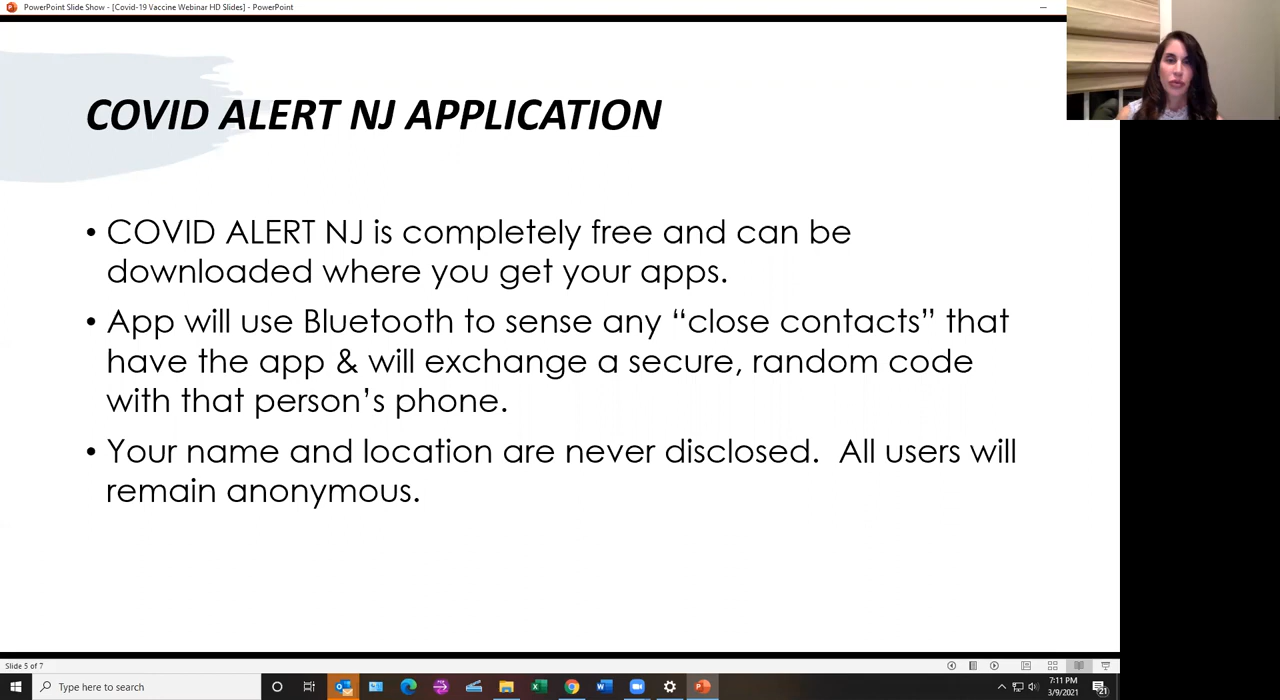 PowerPoint Slide Show - [Covid-19 Vaccine Webinar HD Slides] - PowerPoint
COVID ALERT NJ APPLICATION
• COVID ALERT NJ is completely free and can be
downloaded where you get your apps.
• App will use Bluetooth to sense any “close contacts” that
have the app & will exchange a secure, random code
with that person’s phone.
• Your name and location are never disclosed.  All users will
remain anonymous.
Slide 5 of 7
Type here to search
7:11 PM
3/9/2021
21